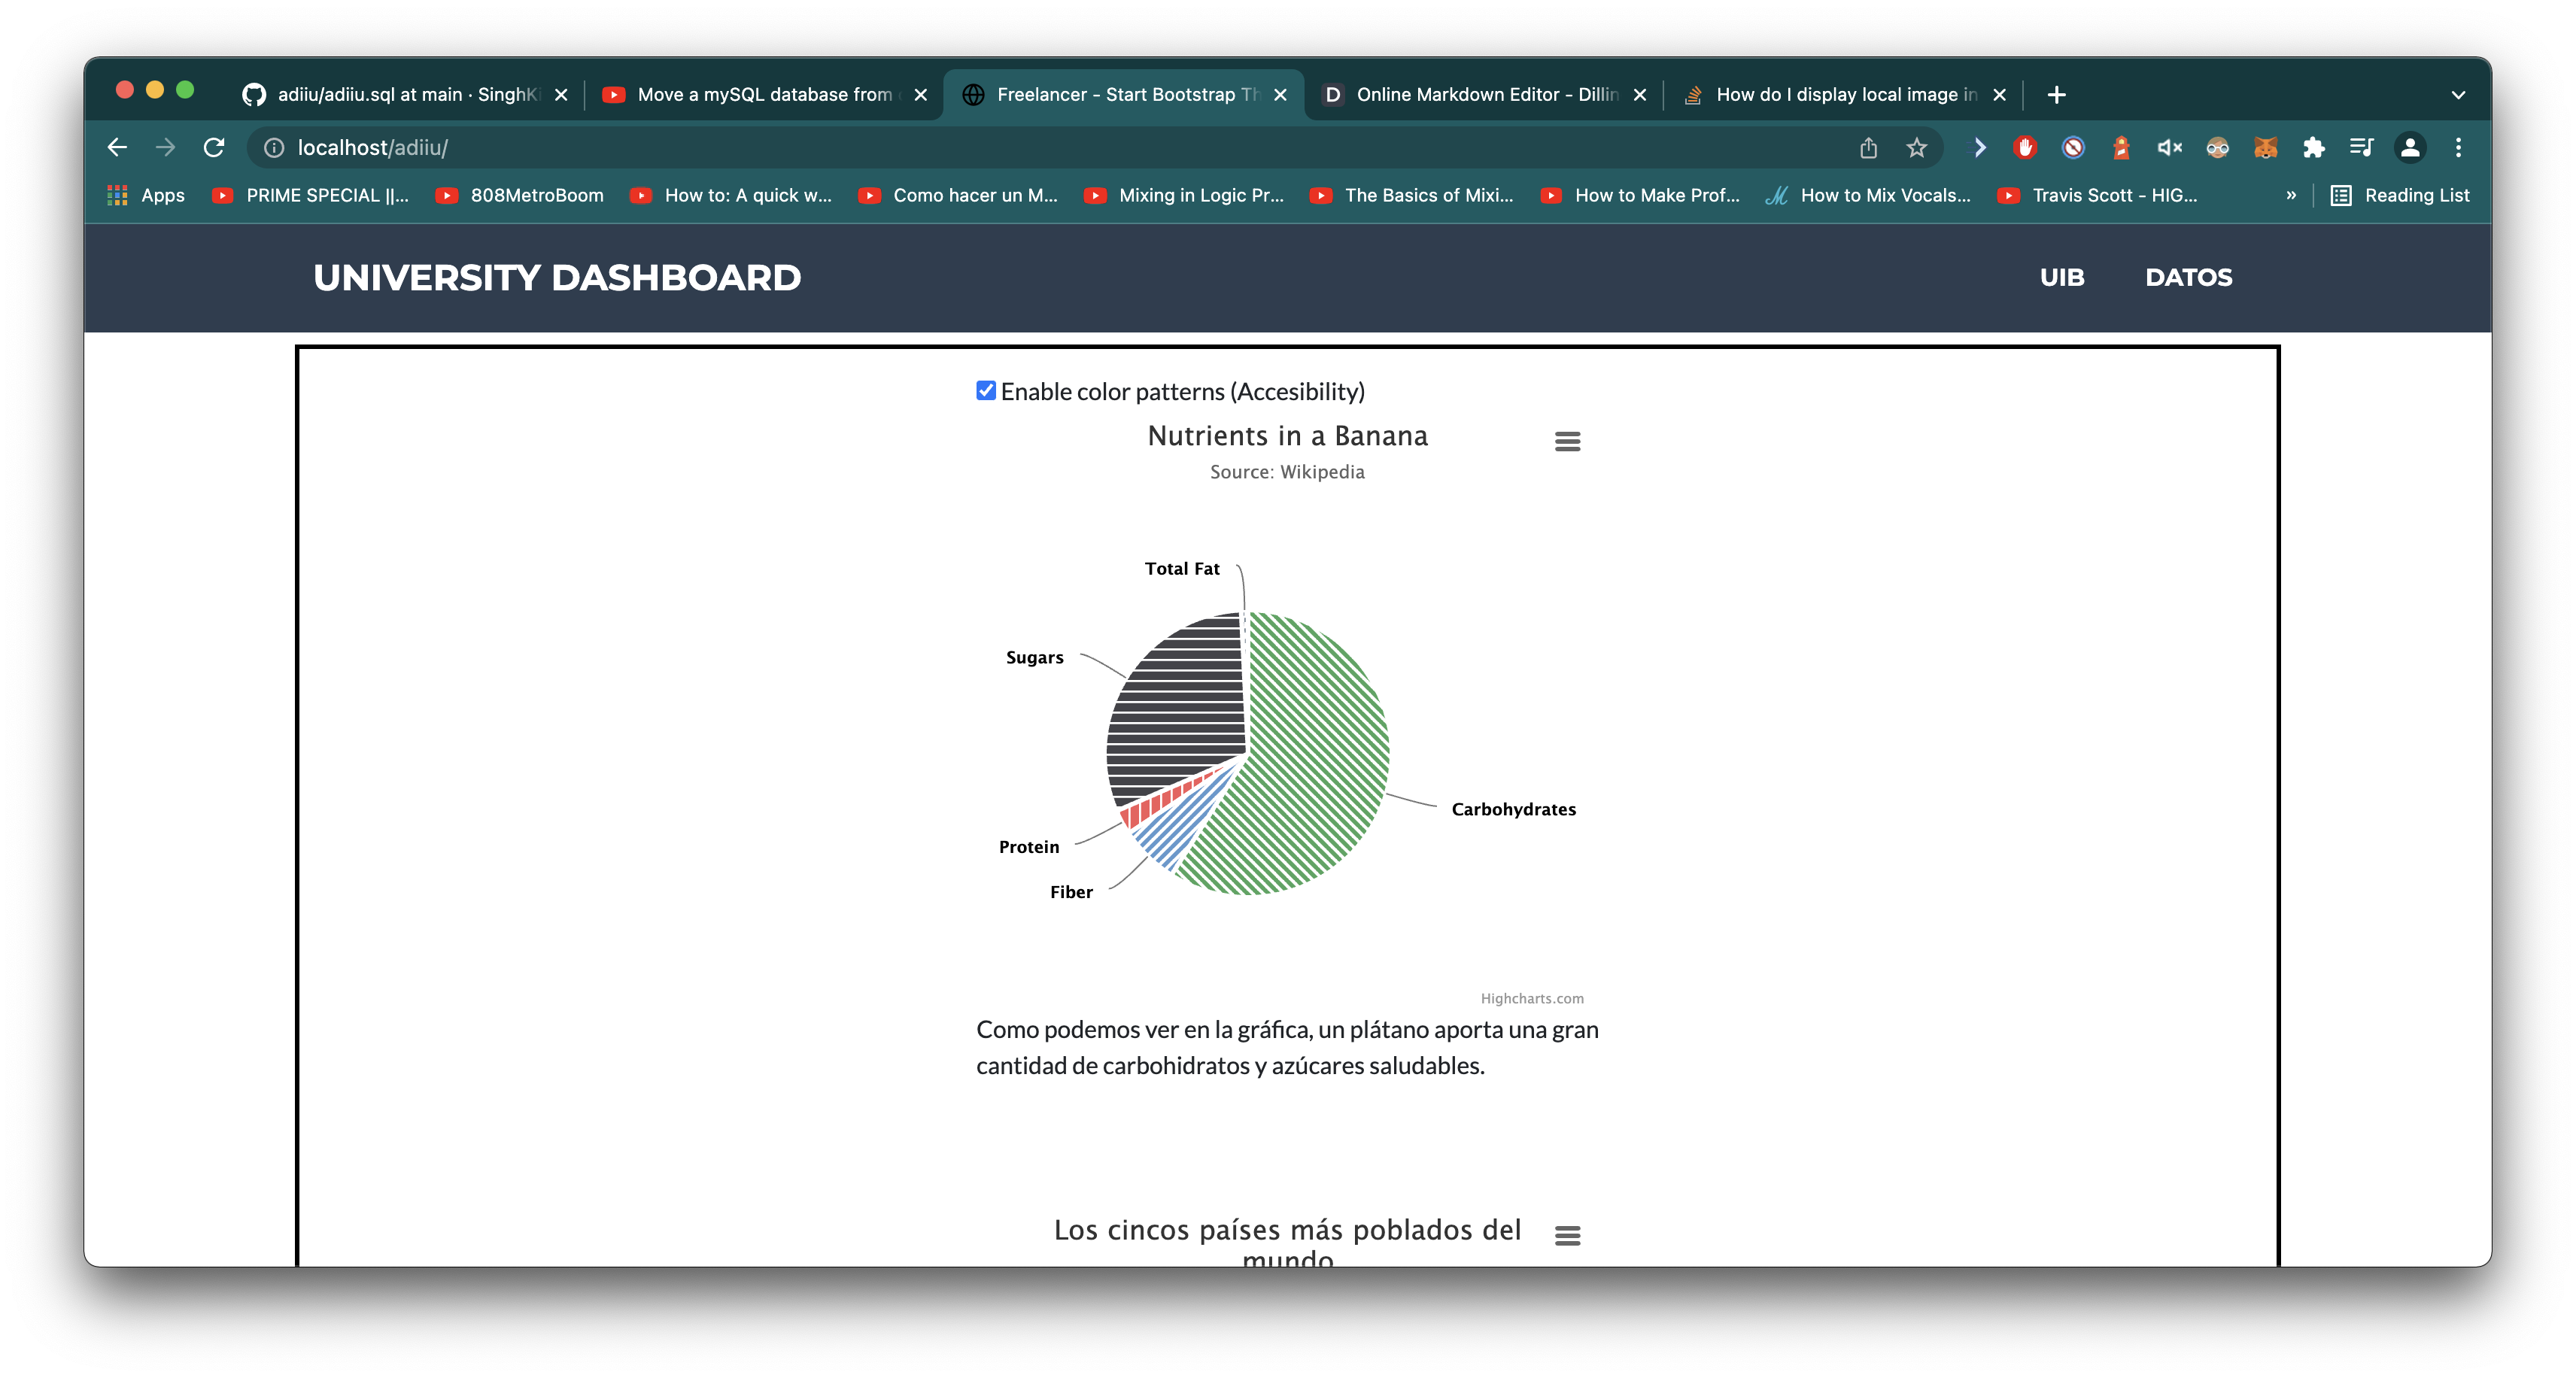 adiiu/adiiu.sql at main · SinghKi
Move a mySQL database from
Freelancer - Start Bootstrap Th
D Online Markdown Editor - Dillin
How do I display local image in
localhost/adiiu/
Apps
PRIME SPECIAL ||...
808MetroBoom
How to: A quick w...
Como hacer un M...
Mixing in Logic Pr...
The Basics of Mixi...
How to Make Prof...
How to Mix Vocals...
Travis Scott - HIG...
»
Reading List
UNIVERSITY DASHBOARD
UIB
DATOS
Enable color patterns (Accesibility)
Nutrients in a Banana
Source: Wikipedia
Total Fat
Sugars
Carbohydrates
Protein
Fiber
Highcharts.com
Como podemos ver en la gráfica, un plátano aporta una gran
cantidad de carbohidratos y azúcares saludables.
Los cincos países más poblados del
mundo